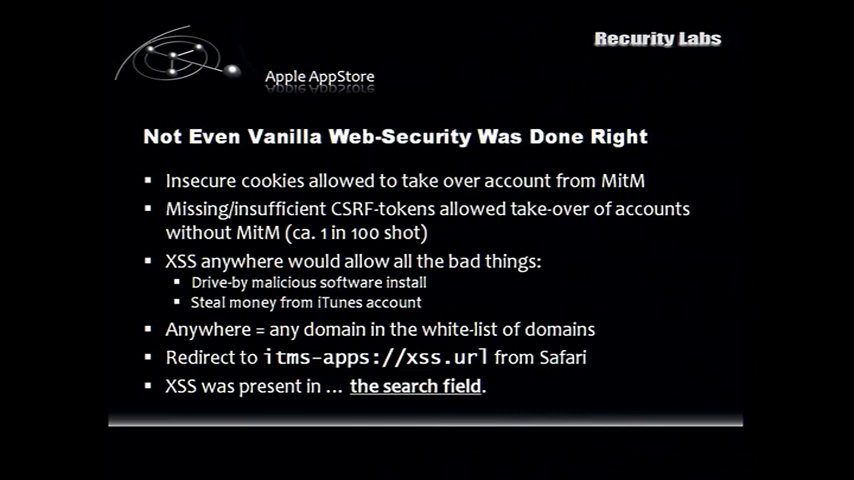 Recurity Labs
Apple AppStore
Not Even Vanilla Web-Security Was Done Right
▪ Insecure cookies allowed to take over account from MitM
▪ Missing/insufficient CSRF-tokens allowed take-over of accounts
without MitM (ca. 1 in 100 shot)
▪ XSS anywhere would allow all the bad things:
▪ Drive-by malicious software install
▪ Steal money from iTunes account
▪ Anywhere = any domain in the white-list of domains
▪ Redirect to itms-apps://xss.url from Safari
▪ XSS was present in … the search field.